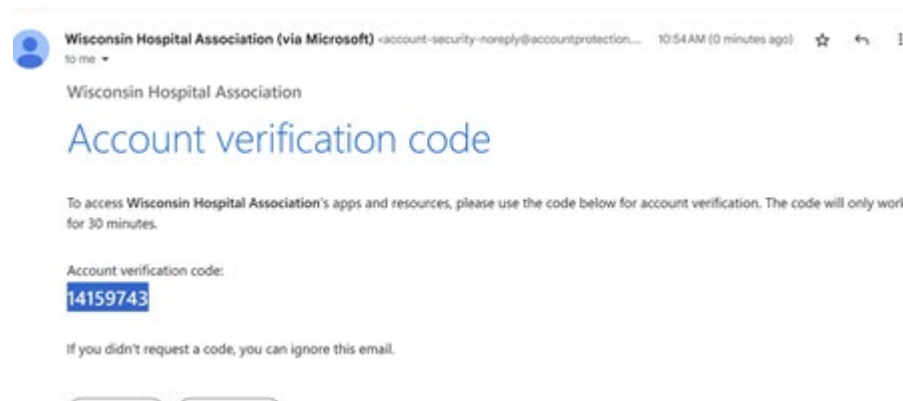 Wisconsin Hospital Association (via Microsoft) <account-security-noreply@accountprotection.... 10:54 AM (0 minutes ago)
to me
Wisconsin Hospital Association
Account verification code
To access Wisconsin Hospital Association's apps and resources, please use the code below for account verification. The code will only work
for 30 minutes.
Account verification code:
14159743
If you didn't request a code, you can ignore this email.